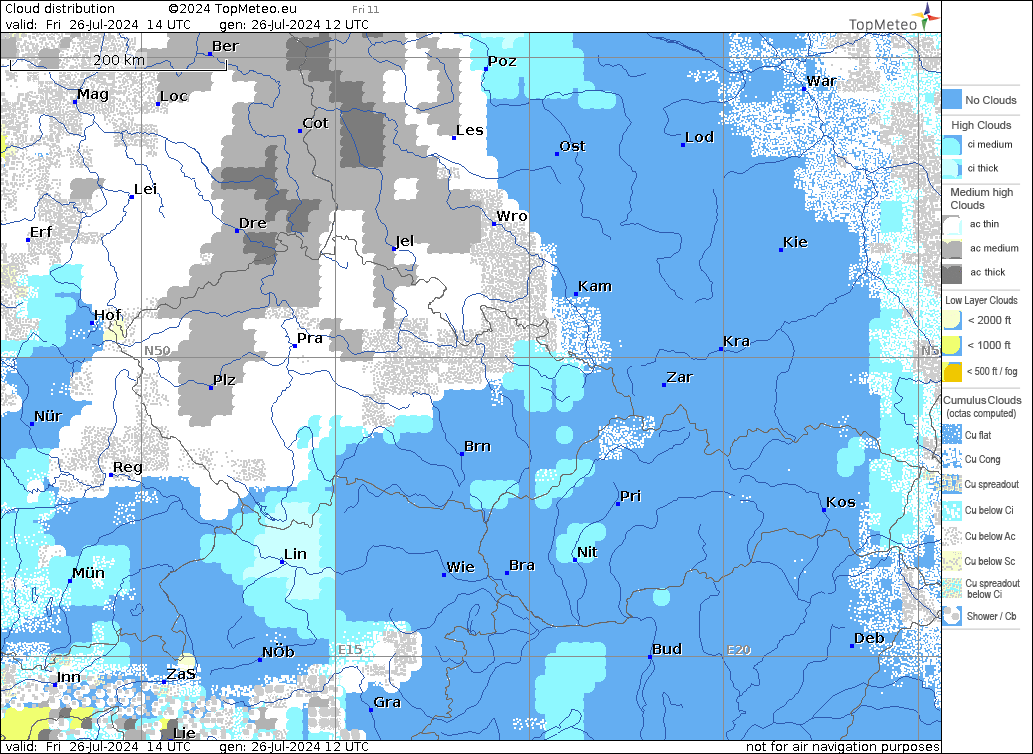 Cloud distribution ©2024 TopMeteo.eu Fri 11
valid: Fri 26-Jul-2024 14 UTC gen: 26-Jul-2024 12 UTC
TopMeteo
Ber
200 km
Poz
War
Mag
Loc
Cot
Les
Lod
Ost
Lei
Dre
Wro
Erf
Jel
Kie
Kam
Hof
Pra
Kra
N50
N5
Plz
Zar
Nür
Brn
Reg
Pri
Kos
Lin
Nit
Mün
Wie
Bra
Deb
NÖb
E15
Bud
E20
Inn
ZaS
Gra
Lie
No Clouds
High Clouds
ci medium
ci thick
Medium high
Clouds
ac thin
ac medium
ac thick
Low Layer Clouds
< 2000 ft
< 1000 ft
< 500 ft / fog
Cumulus Clouds
(octas computed)
Cu flat
Cu Cong
Cu spreadout
Cu below Ci
Cu below Ac
Cu below Sc
Cu spreadout
below Ci
Shower / Cb
valid: Fri 26-Jul-2024 14 UTC gen: 26-Jul-2024 12 UTC
not for air navigation purposes